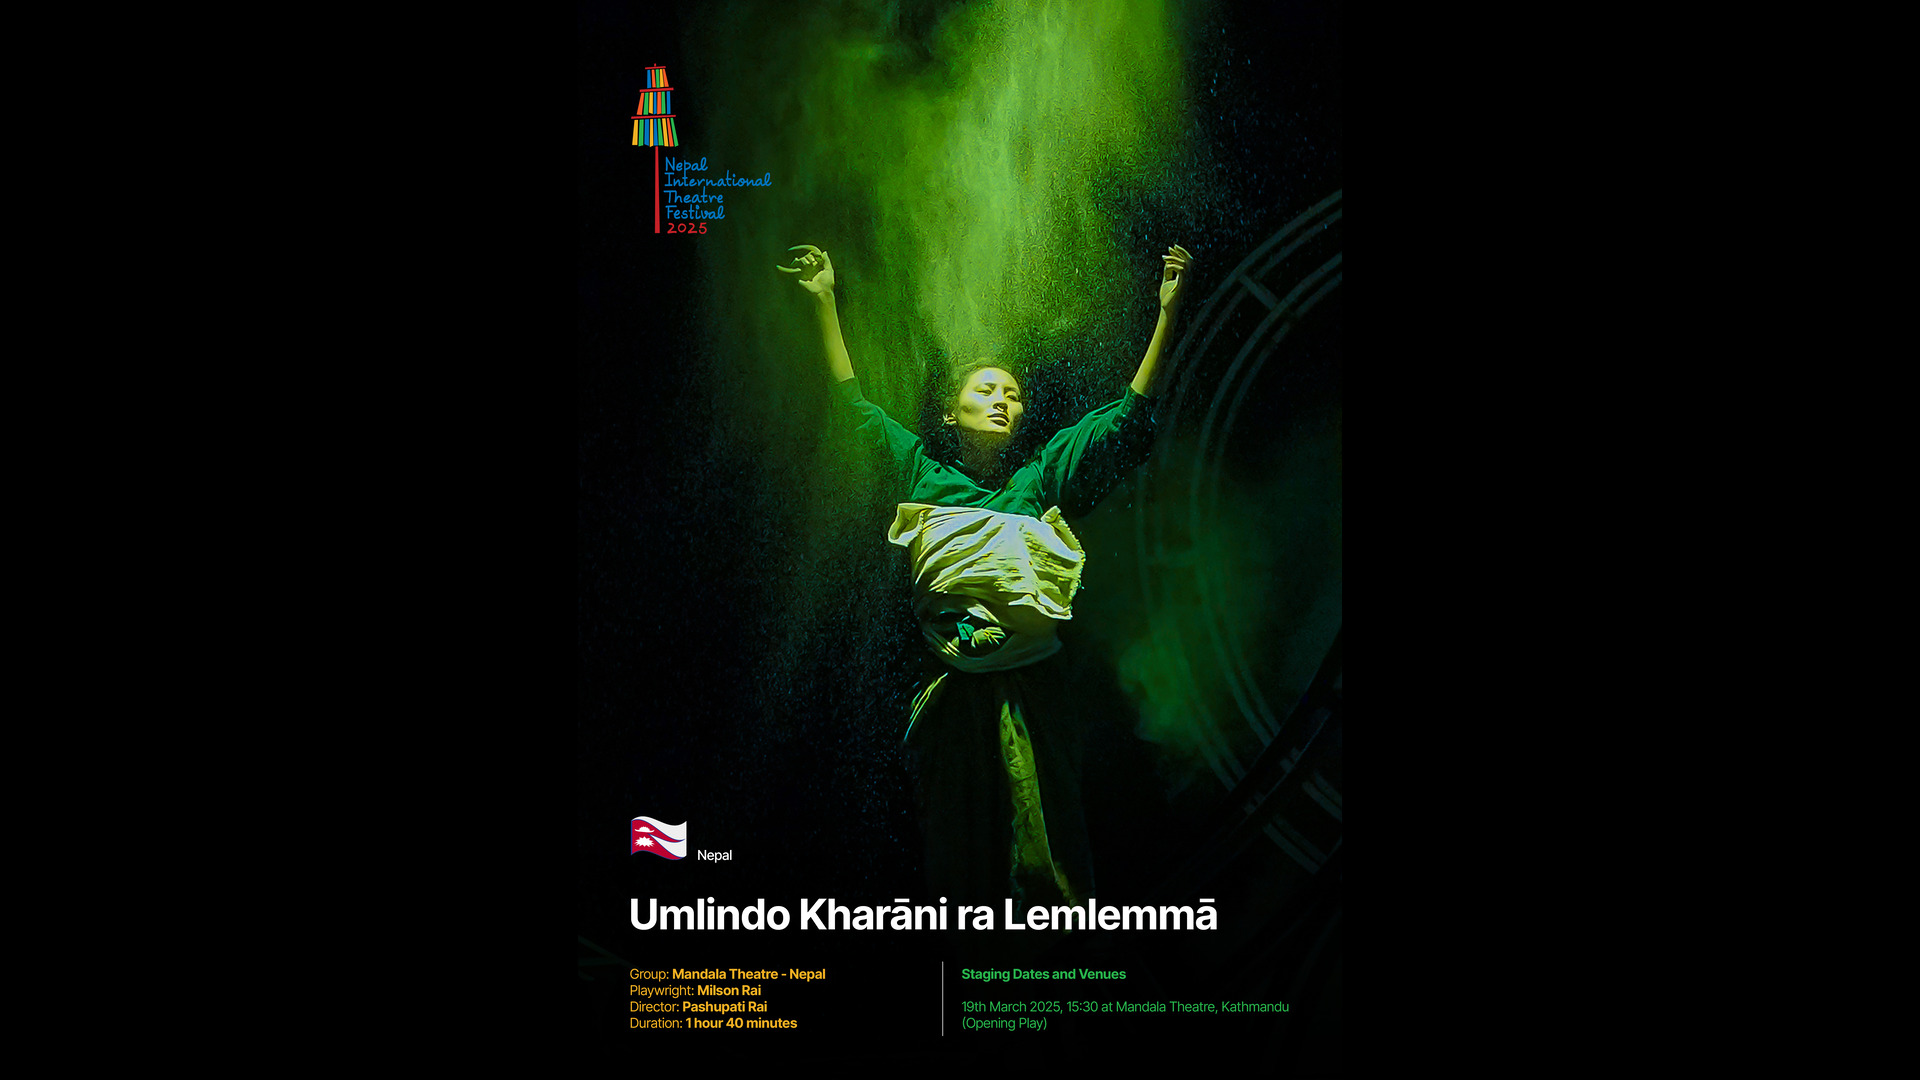 Nepal
International
Theatre
Festival
2025
Nepal
Umlindo Kharāni ra Lemlemmā
Group: Mandala Theatre - Nepal
Playwright: Milson Rai
Director: Pashupati Rai
Duration: 1 hour 40 minutes
Staging Dates and Venues
19th March 2025, 15:30 at Mandala Theatre, Kathmandu
(Opening Play)